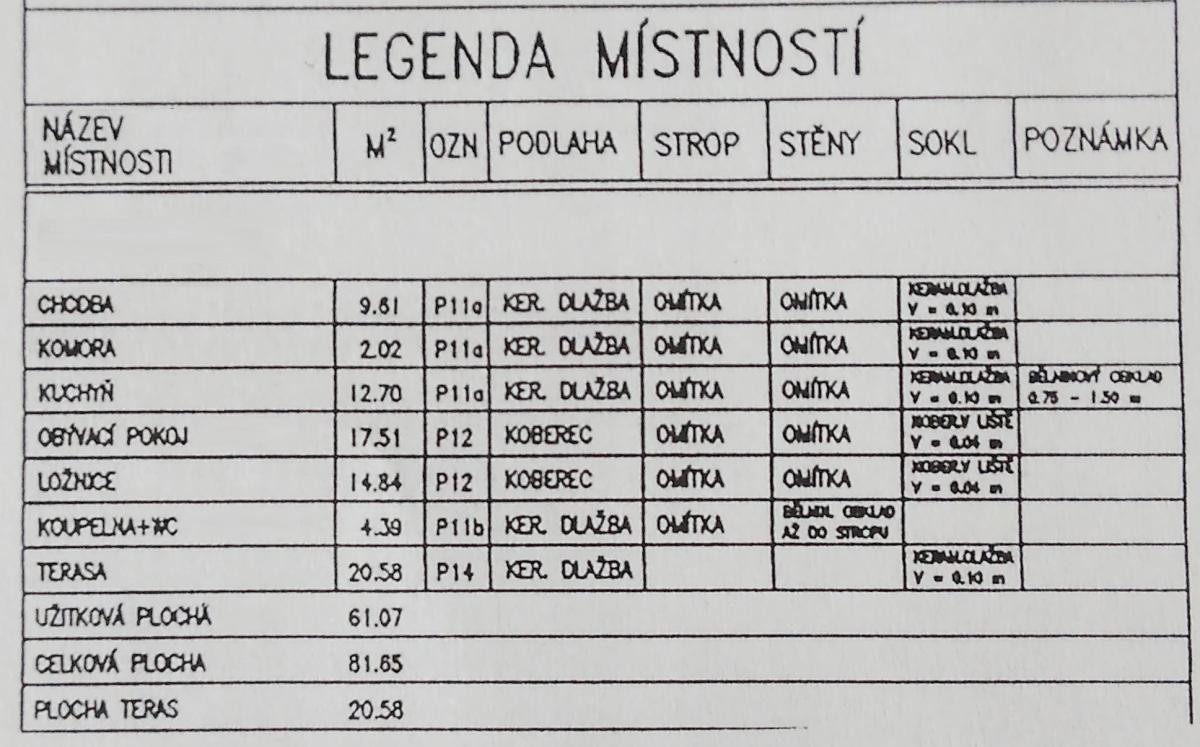 LEGENDA MÍSTNOSTÍ
NÁZEV MÍSTNOSTI M² OZN PODLAHA STROP STĚNY SOKL POZNÁMKA
CHODBA 9.61 P11a KER. DLAŽBA OMÍTKA OMÍTKA KERAM.DLAŽBA V = 0.10 m
KOMORA 2.02 P11a KER. DLAŽBA OMÍTKA OMÍTKA KERAM.DLAŽBA V = 0.10 m
KUCHYŇ 12.70 P11a KER. DLAŽBA OMÍTKA OMÍTKA KERAM.DLAŽBA V = 0.10 m OBKLAD 0.75 - 1.50 m
OBÝVACÍ POKOJ 17.51 P12 KOBEREC OMÍTKA OMÍTKA LIŠTĚ V = 0.04 m
LOŽNICE 14.84 P12 KOBEREC OMÍTKA OMÍTKA LIŠTĚ V = 0.04 m
KOUPELNA+WC 4.39 P11b KER. DLAŽBA OMÍTKA OBKLAD AŽ DO STROPU
TERASA 20.58 P14 KER. DLAŽBA KERAM.DLAŽBA V = 0.10 m
UŽITKOVÁ PLOCHA 61.07
CELKOVÁ PLOCHA 81.65
PLOCHA TERAS 20.58